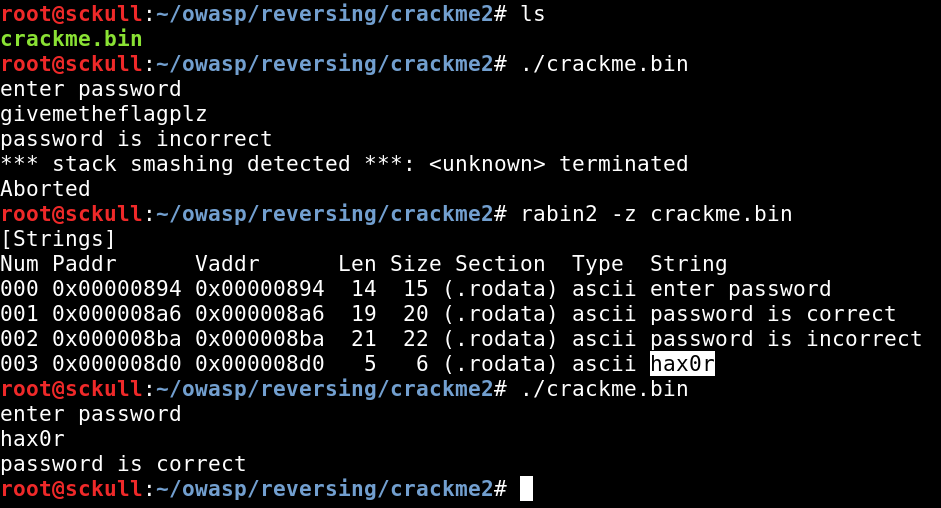 root@sckull:~/owasp/reversing/crackme2# ls
crackme.bin
root@sckull:~/owasp/reversing/crackme2# ./crackme.bin
enter password
givemetheflagplz
password is incorrect
*** stack smashing detected ***: <unknown> terminated
Aborted
root@sckull:~/owasp/reversing/crackme2# rabin2 -z crackme.bin
[Strings]
Num Paddr      Vaddr      Len Size Section  Type  String
000 0x00000894 0x00000894  14  15 (.rodata) ascii enter password
001 0x000008a6 0x000008a6  19  20 (.rodata) ascii password is correct
002 0x000008ba 0x000008ba  21  22 (.rodata) ascii password is incorrect
003 0x000008d0 0x000008d0   5   6 (.rodata) ascii hax0r
root@sckull:~/owasp/reversing/crackme2# ./crackme.bin
enter password
hax0r
password is correct
root@sckull:~/owasp/reversing/crackme2#